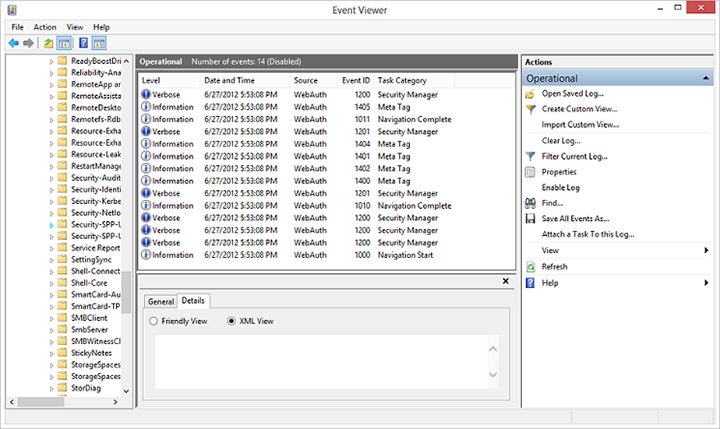 Event Viewer
File Action View Help
ReadyBoostDri
Reliability-Ana
RemoteApp ar
RemoteAssista
RemoteDeskto
Remotefs-Rdb
Resource-Exha
Resource-Exha
Resource-Leak
RestartManage
Security-Audit
Security-Identi
Security-Kerbe
Security-Netlo
Security-SPP-U
Security-SPP-U
Service Report
SettingSync
Shell-Connect
Shell-Core
SmartCard-Au
SmartCard-TP
SMBClient
SmbServer
SMBWitnessCl
StickyNotes
StorageSpaces
StorageSpaces
StorDiag
Operational Number of events: 14 (Disabled)
Level Date and Time Source Event ID Task Category
Verbose 6/27/2012 5:53:08 PM WebAuth 1200 Security Manager
Information 6/27/2012 5:53:08 PM WebAuth 1405 Meta Tag
Information 6/27/2012 5:53:08 PM WebAuth 1011 Navigation Complete
Verbose 6/27/2012 5:53:08 PM WebAuth 1201 Security Manager
Information 6/27/2012 5:53:08 PM WebAuth 1404 Meta Tag
Information 6/27/2012 5:53:08 PM WebAuth 1401 Meta Tag
Information 6/27/2012 5:53:08 PM WebAuth 1402 Meta Tag
Information 6/27/2012 5:53:08 PM WebAuth 1400 Meta Tag
Verbose 6/27/2012 5:53:08 PM WebAuth 1201 Security Manager
Information 6/27/2012 5:53:08 PM WebAuth 1010 Navigation Complete
Verbose 6/27/2012 5:53:08 PM WebAuth 1200 Security Manager
Verbose 6/27/2012 5:53:08 PM WebAuth 1200 Security Manager
Verbose 6/27/2012 5:53:08 PM WebAuth 1200 Security Manager
Information 6/27/2012 5:53:08 PM WebAuth 1000 Navigation Start
General Details
Friendly View XML View
Actions
Operational
Open Saved Log...
Create Custom View...
Import Custom View...
Clear Log...
Filter Current Log...
Properties
Enable Log
Find...
Save All Events As...
Attach a Task To this Log...
View
Refresh
Help